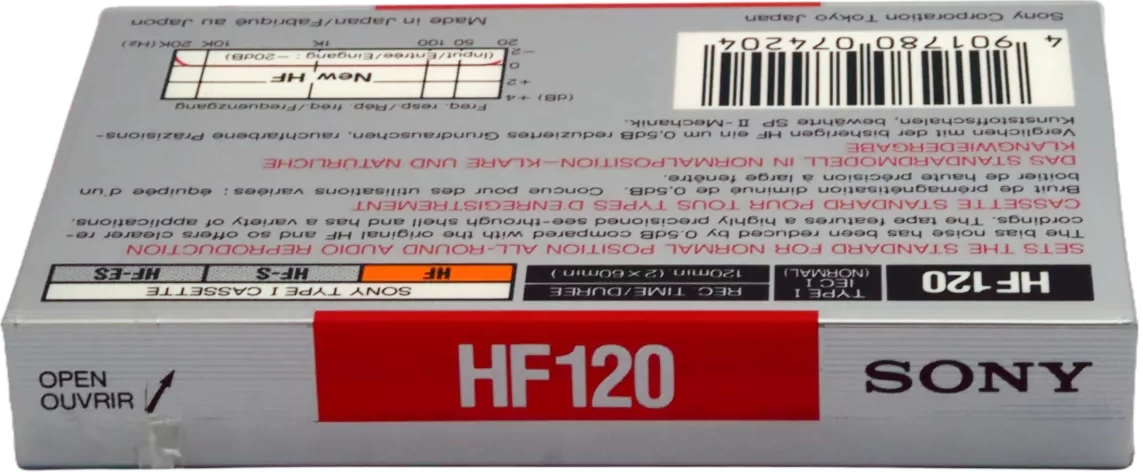 HF120
TYPE I
IEC I
(NORMAL)
REC TIME/DUREE
120min (2×60min)
SONY TYPE I CASSETTE
HF
HF-S
HF-ES
SETS THE STANDARD FOR NORMAL POSITION ALL-ROUND AUDIO REPRODUCTION
The bias noise has been reduced by 0.5dB compared with the original HF and so offers clearer re-
cordings. The tape features a highly precisioned see-through shell and has a variety of applications.
CASSETTE STANDARD POUR TOUS TYPES D'ENREGISTREMENT
Bruit de prémagnétisation diminué de 0.5dB. Conçue pour des utilisations variées: équipée d'un
boîtier de haute précision à large fenêtre.
DAS STANDARDMODELL IN NORMALPOSITION–KLARE UND NATÜRLICHE
KLANGWIEDERGABE
Verglichen mit der bisherigen HF ein um 0,5dB reduziertes Grundrauschen, rauchfarbene Präzisions-
Kunststoffschalen, bewährte SP II-Mechanik.
4 901780 074204
Sony Corporation Tokyo Japan
Freq. resp/Rép freq/Frequenzgang
(dB) +4
+2
0
-2
New HF
(Input/Entrée/Eingang: -20dB)
20 50 100 1K 10K 20K(Hz)
Made in Japan/Fabriqué au Japon
OPEN
OUVRIR
HF120
SONY